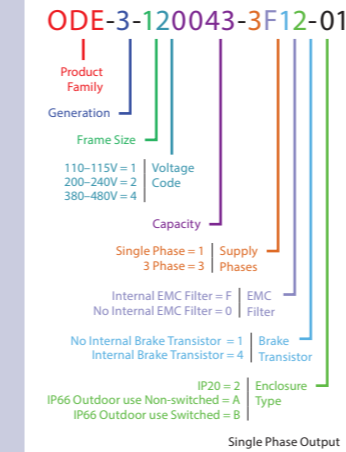 ODE-3-120043-3F12-01
Product
Family
Generation
Frame Size
110–115V = 1
200–240V = 2
380–480V = 4
Voltage
Code
Capacity
Single Phase = 1
3 Phase = 3
Supply
Phases
Internal EMC Filter = F
No Internal EMC Filter = 0
EMC
Filter
No Internal Brake Transistor = 1
Internal Brake Transistor = 4
Brake
Transistor
IP20 = 2
IP66 Outdoor use Non-switched = A
IP66 Outdoor use Switched = B
Enclosure
Type
Single Phase Output